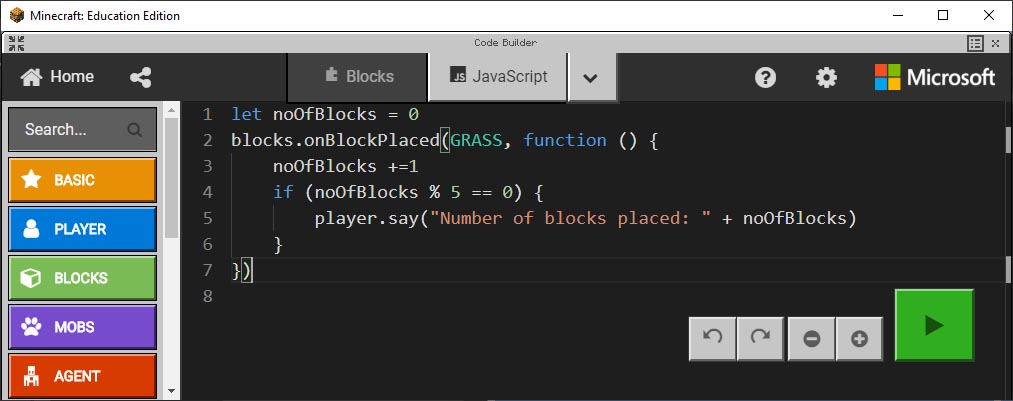 Minecraft: Education Edition
Code Builder
Home
Blocks
JS JavaScript
?
Microsoft
Search...
BASIC
PLAYER
BLOCKS
MOBS
AGENT
1 let noOfBlocks = 0
2 blocks.onBlockPlaced(GRASS, function () {
3     noOfBlocks +=1
4     if (noOfBlocks % 5 == 0) {
5         player.say("Number of blocks placed: " + noOfBlocks)
6     }
7 })
8